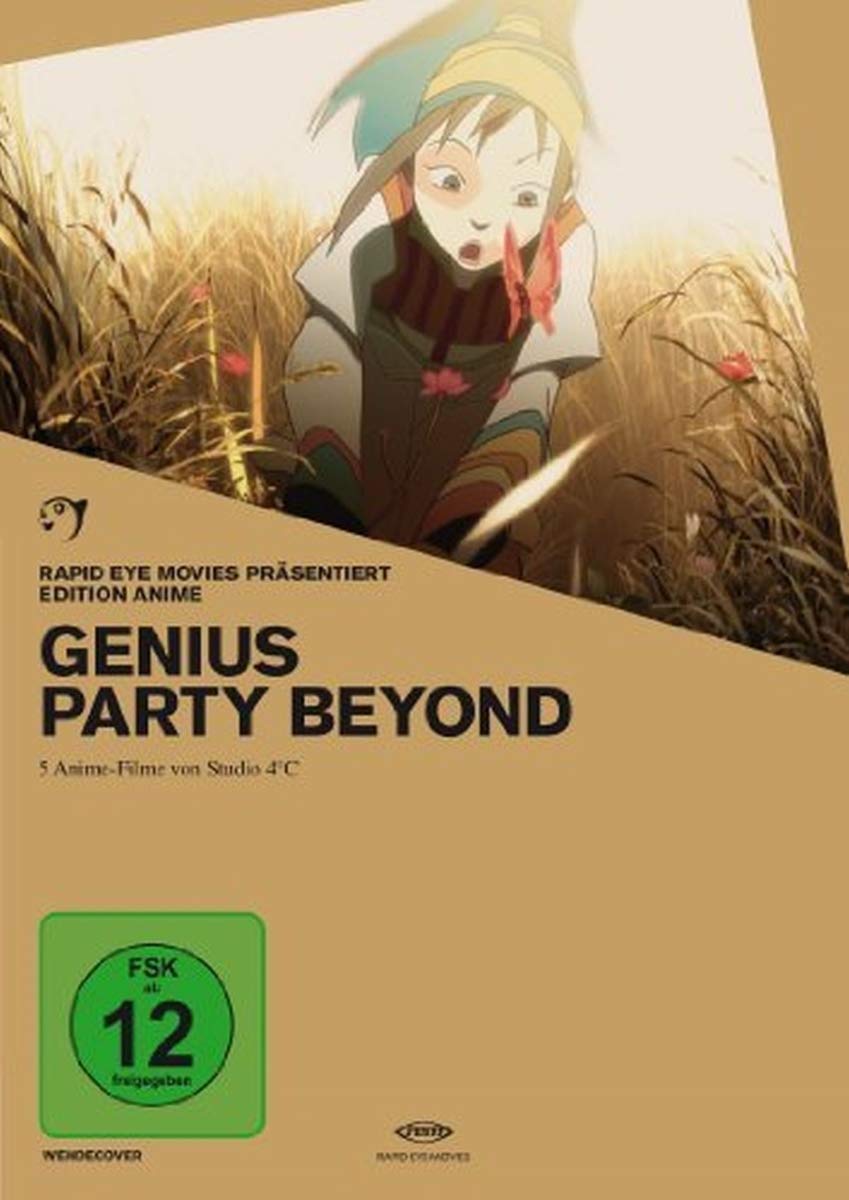 RAPID EYE MOVIES PRÄSENTIERT
EDITION ANIME
GENIUS
PARTY BEYOND
5 Anime-Filme von Studio 4°C
FSK
ab
12
freigegeben
WENDECOVER
RAPID EYE MOVIES